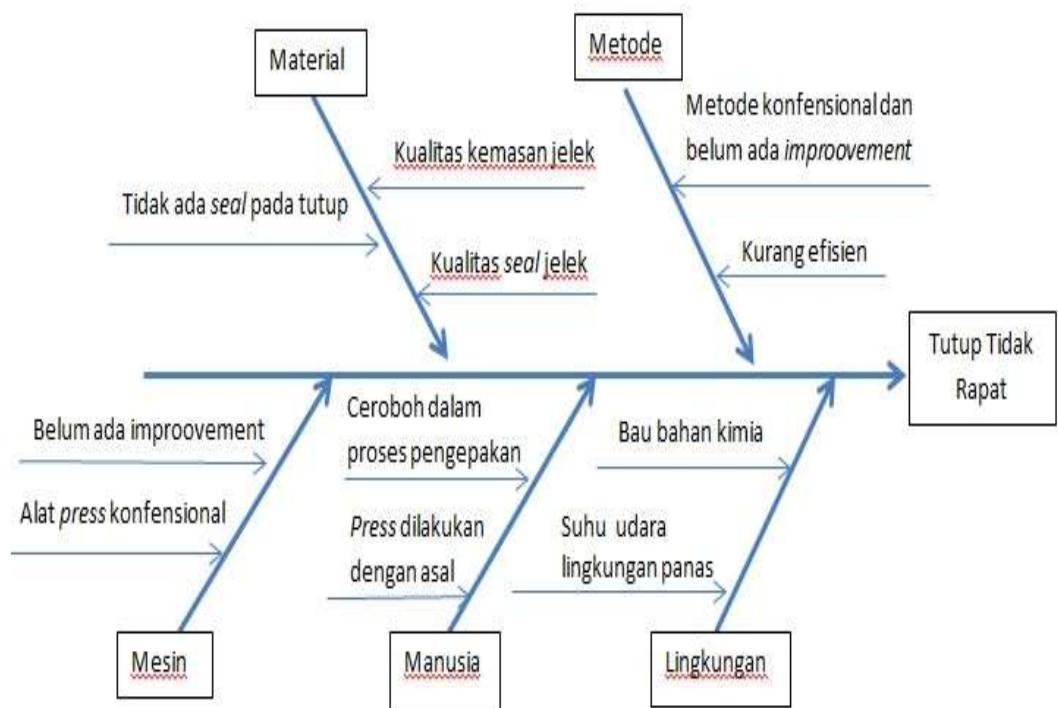 Material
Metode
Kualitas kemasan jelek
Tidak ada seal pada tutup
Kualitas seal jelek
Metode konfensional dan
belum ada improovement
Kurang efisien
Tutup Tidak
Rapat
Belum ada improovement
Alat press konfensional
Ceroboh dalam
proses pengepakan
Press dilakukan
dengan asal
Bau bahan kimia
Suhu udara
lingkungan panas
Mesin
Manusia
Lingkungan